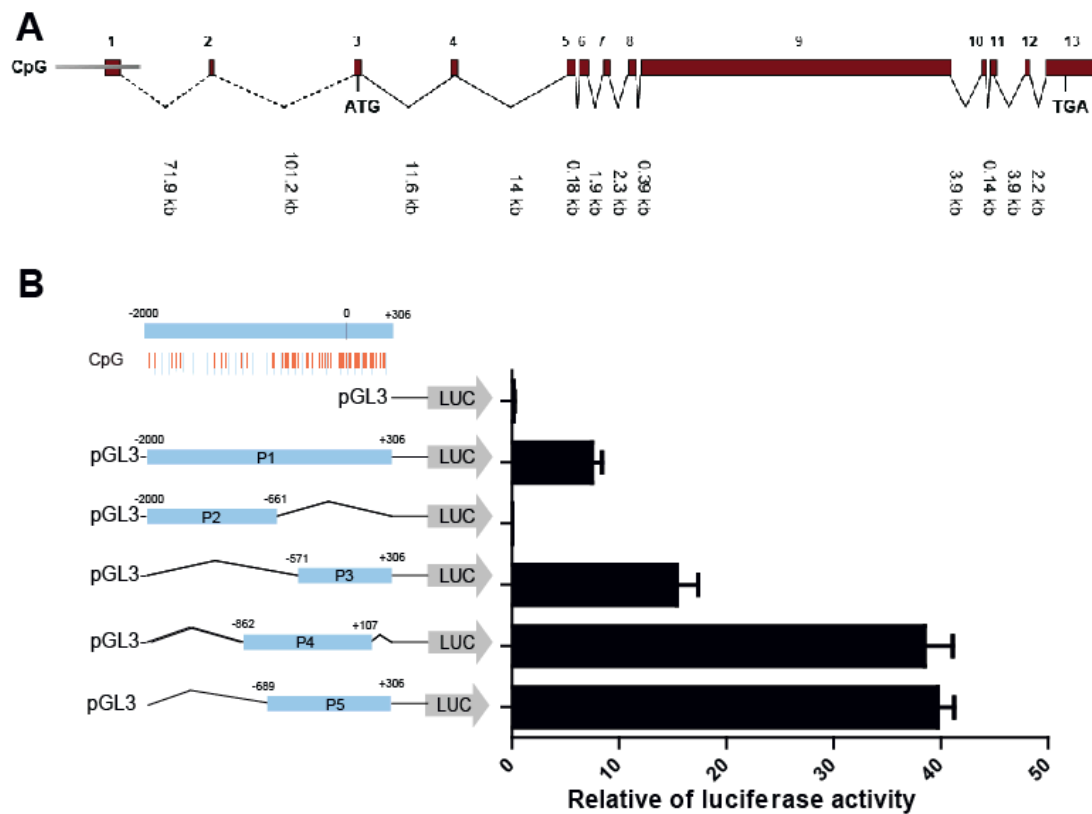 A
1 2 3 4 5 6 7 8 9 10 11 12 13
CpG
ATG
TGA
71.9 kb
101.2 kb
11.6 kb
14 kb
0.18 kb
1.9 kb
2.3 kb
0.39 kb
3.9 kb
0.14 kb
3.9 kb
2.2 kb
B
-2000 0 +306
CpG
pGL3 LUC
-2000 +306
pGL3 P1 LUC
-2000 -661
pGL3 P2 LUC
-571 +306
pGL3 P3 LUC
-862 +107
pGL3 P4 LUC
-689 +306
pGL3 P5 LUC
0 10 20 30 40 50
Relative of luciferase activity